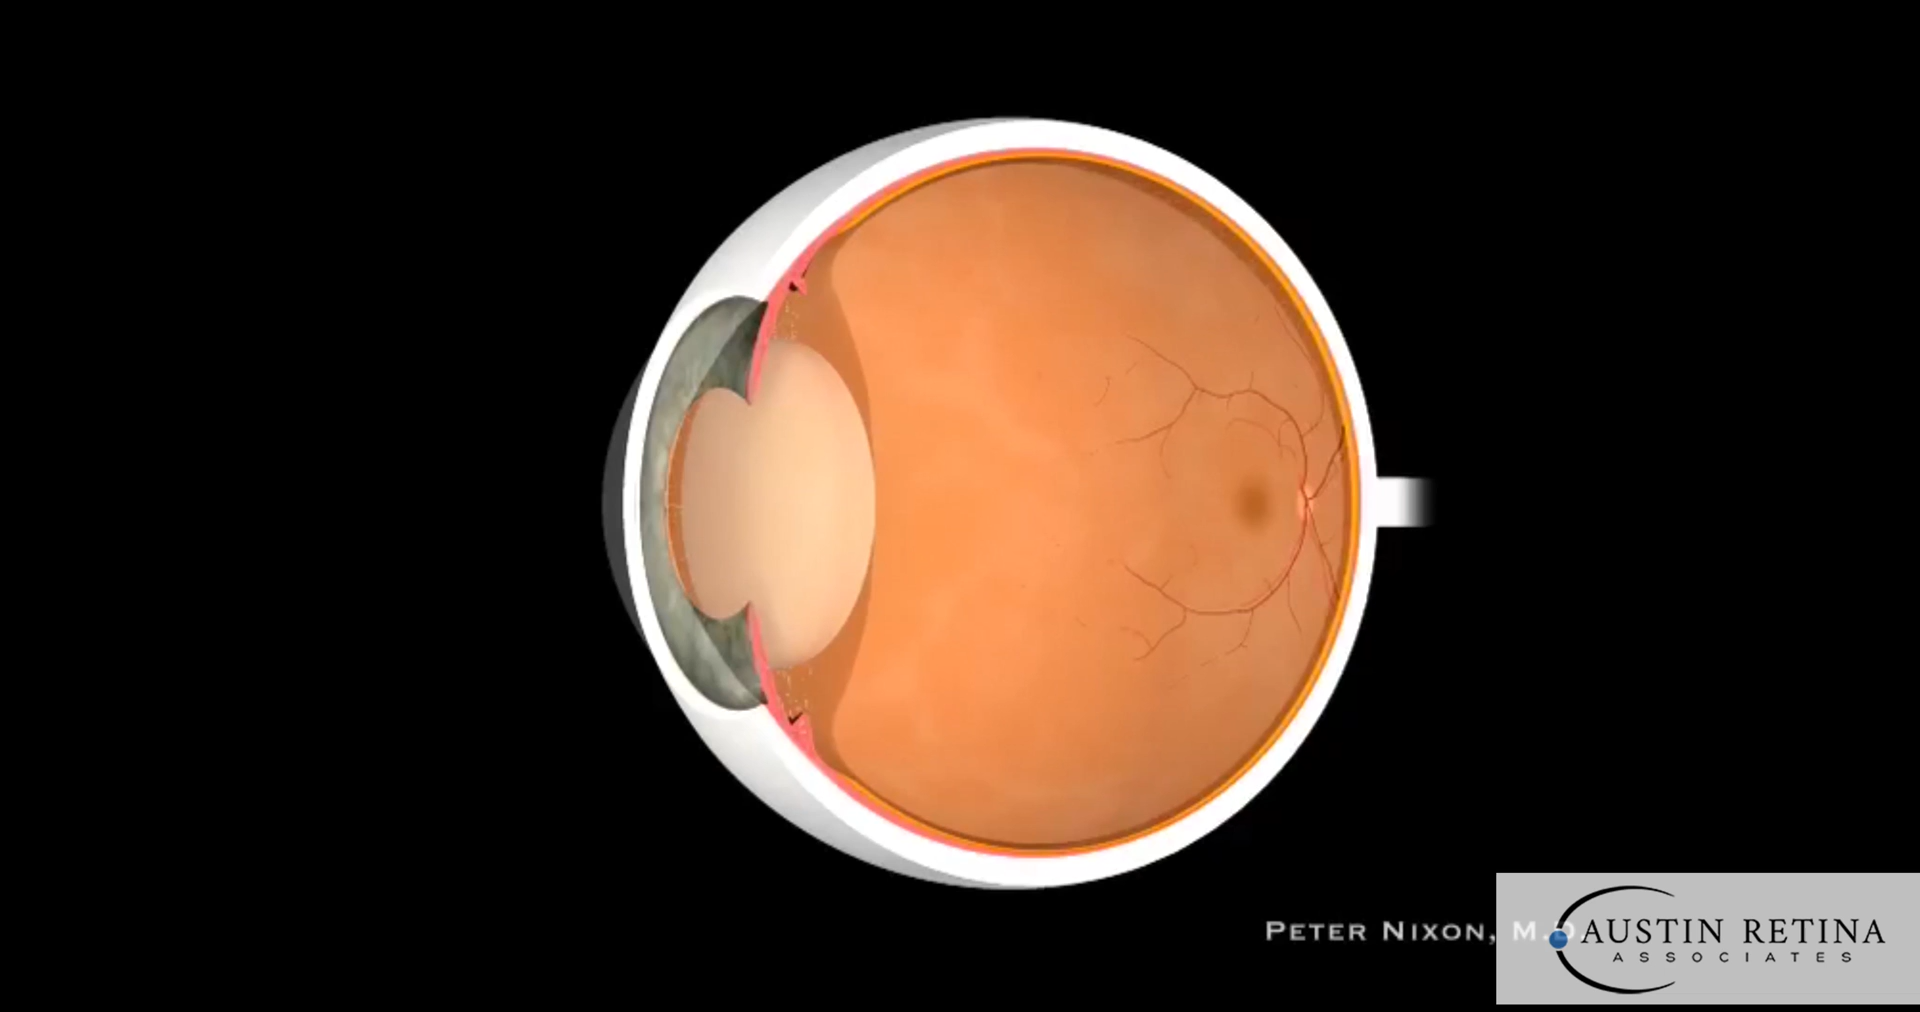 PETER NIXON, M.D.
AUSTIN RETINA
ASSOCIATES